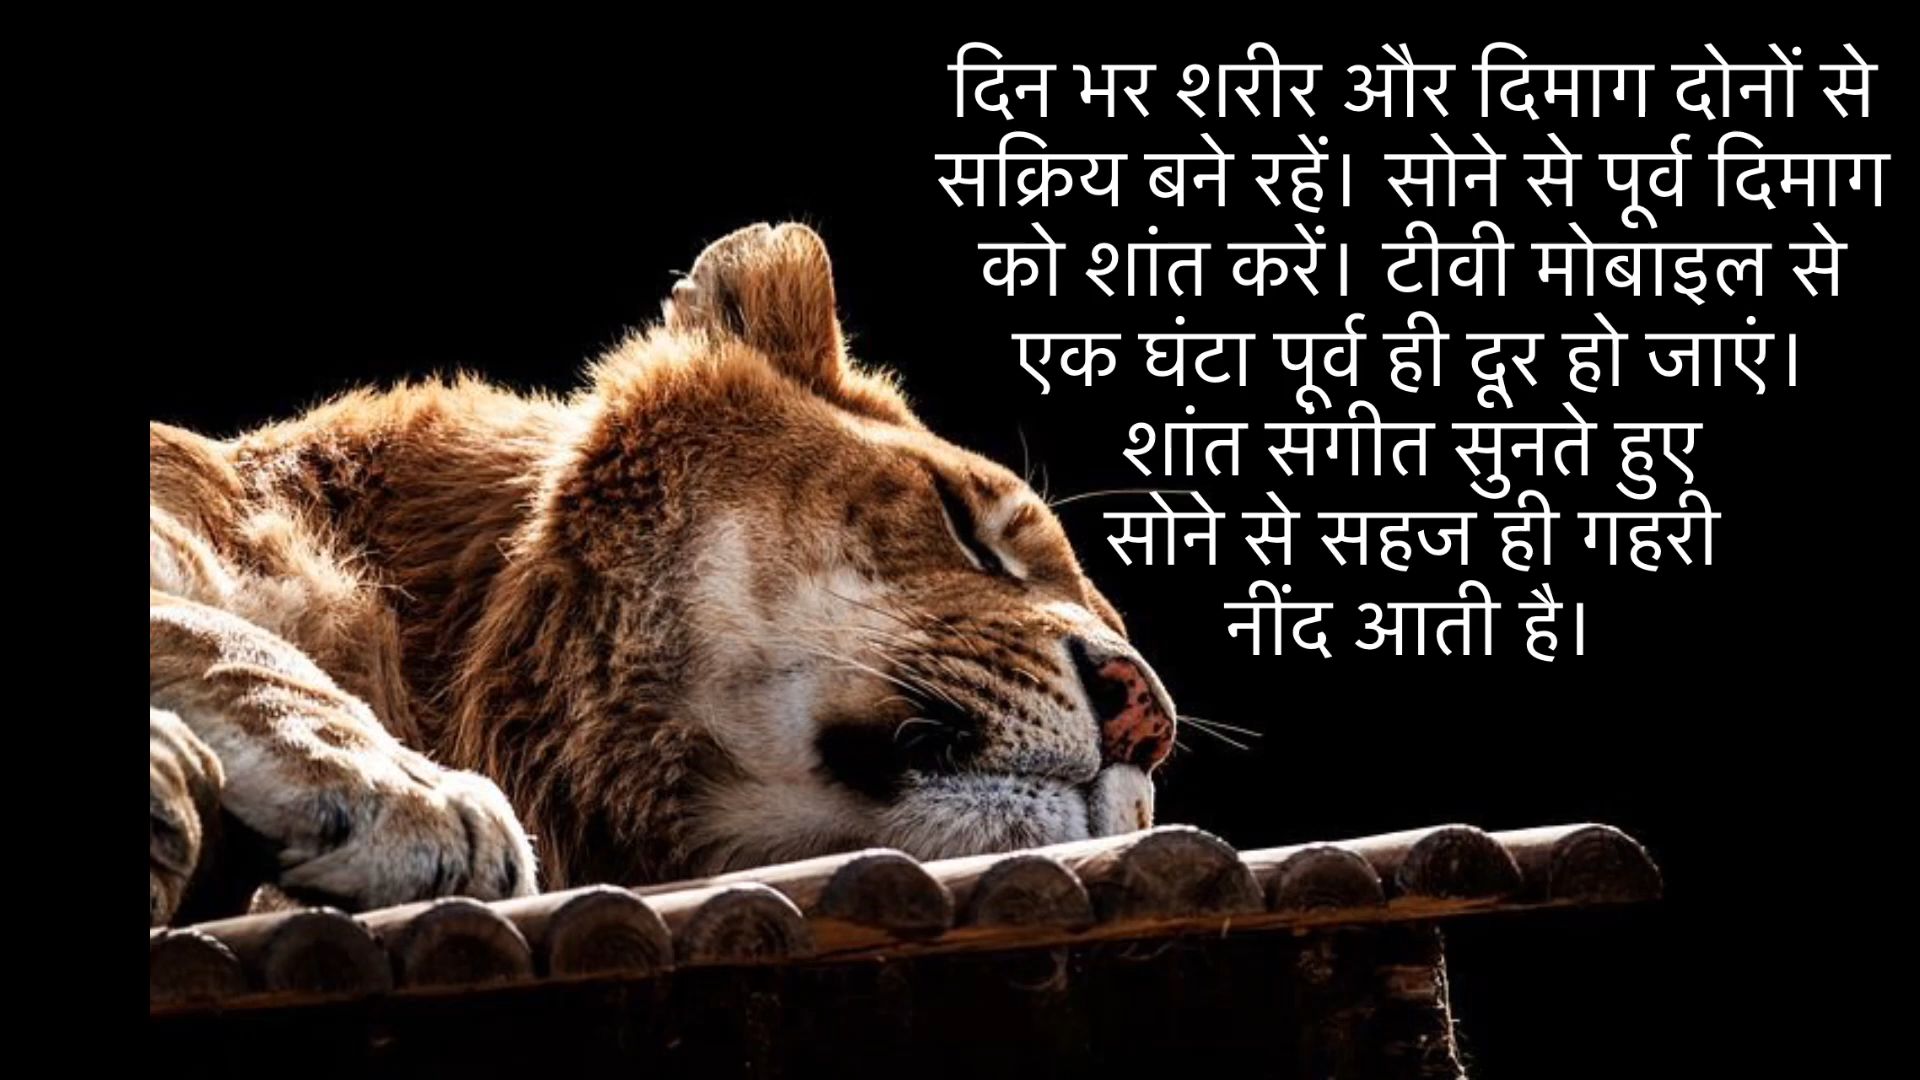 दिन भर शरीर और दिमाग दोनों से
सक्रिय बने रहें। सोने से पूर्व दिमाग
को शांत करें। टीवी मोबाइल से
एक घंटा पूर्व ही दूर हो जाएं।
शांत संगीत सुनते हुए
सोने से सहज ही गहरी
नींद आती है।